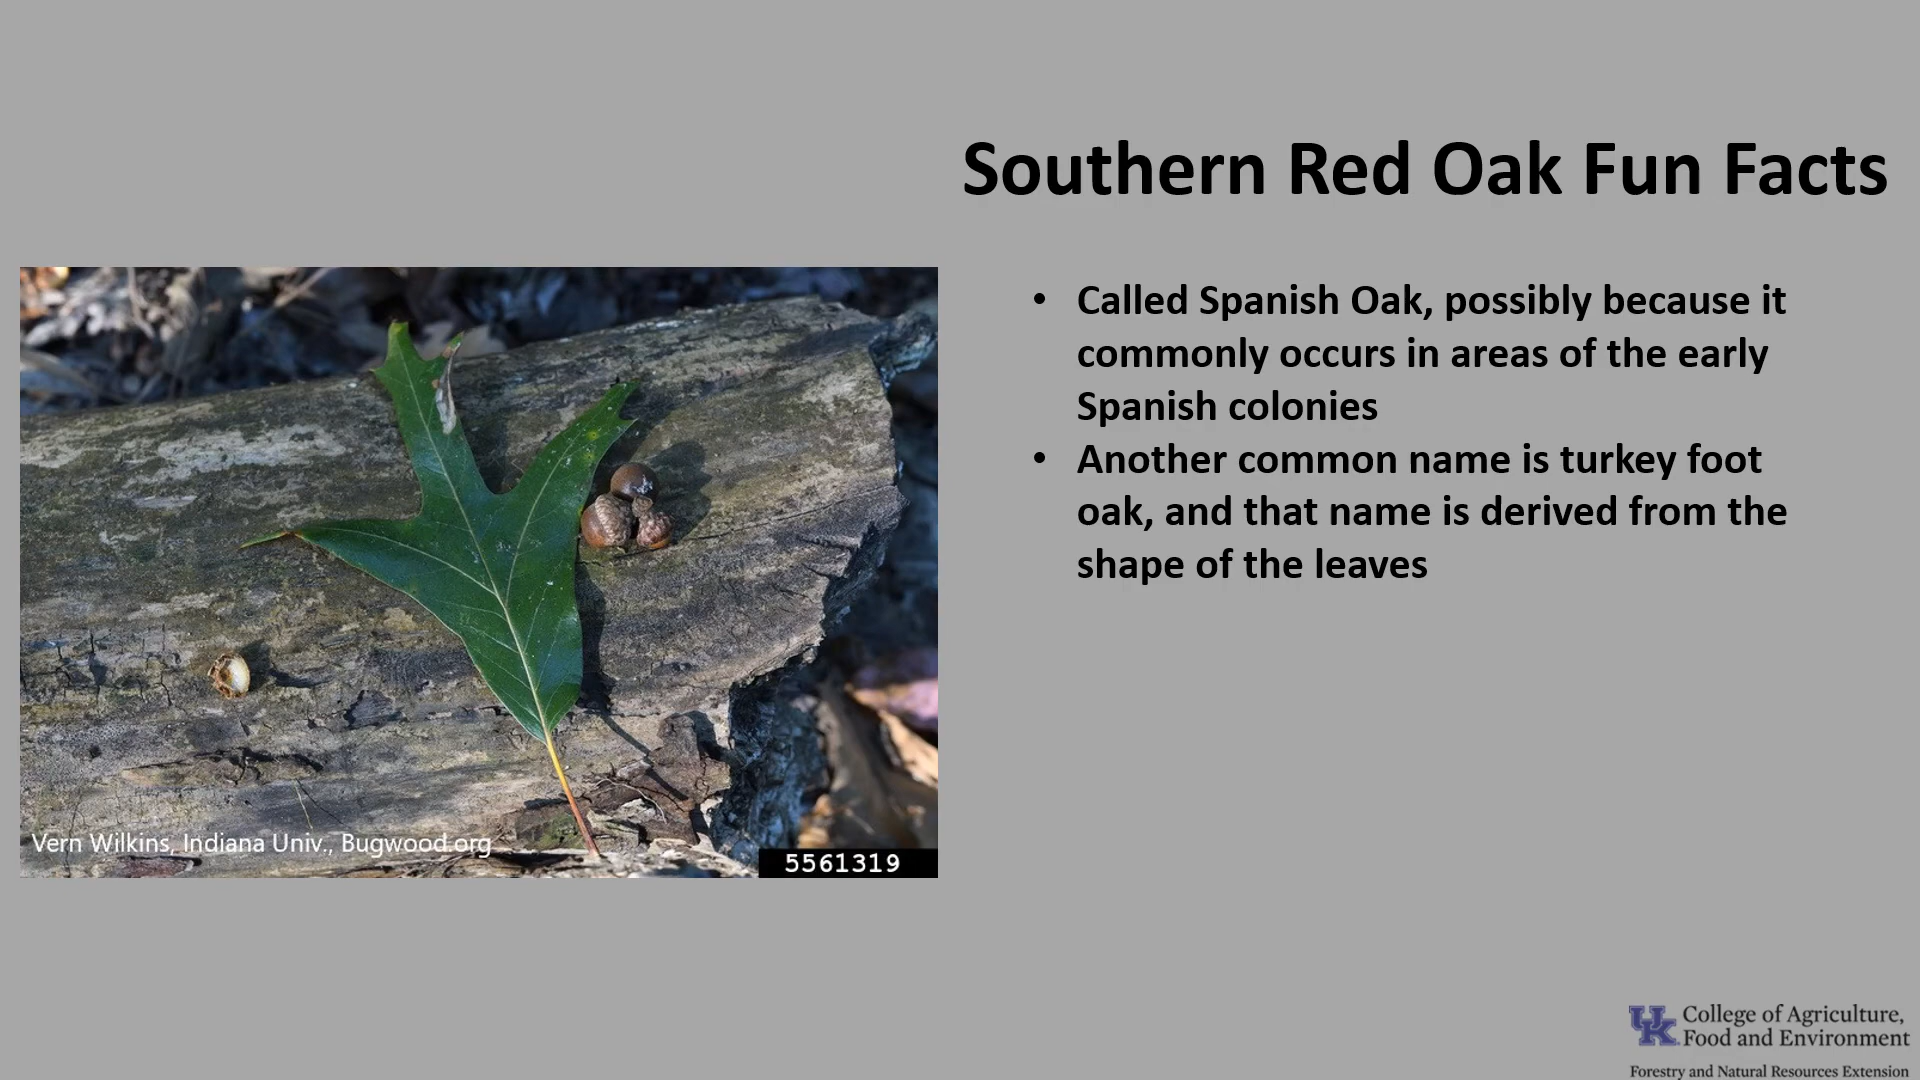 Southern Red Oak Fun Facts
• Called Spanish Oak, possibly because it
commonly occurs in areas of the early
Spanish colonies
• Another common name is turkey foot
oak, and that name is derived from the
shape of the leaves
Vern Wilkins, Indiana Univ., Bugwood.org
5561319
UK College of Agriculture,
Food and Environment
Forestry and Natural Resources Extension